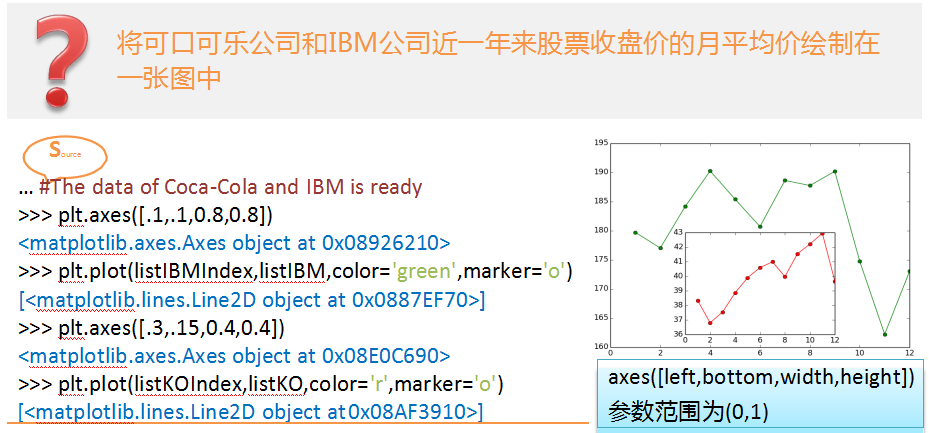 将可口可乐公司和IBM公司近一年来股票收盘价的月平均价绘制在
一张图中
Source
… #The data of Coca-Cola and IBM is ready
>>> plt.axes([.1,.1,0.8,0.8])
<matplotlib.axes.Axes object at 0x08926210>
>>> plt.plot(listIBMIndex,listIBM,color='green',marker='o')
[<matplotlib.lines.Line2D object at 0x0887EF70>]
>>> plt.axes([.3,.15,0.4,0.4])
<matplotlib.axes.Axes object at 0x08E0C690>
>>> plt.plot(listKOIndex,listKO,color='r',marker='o')
[<matplotlib.lines.Line2D object at0x08AF3910>]
195
190
185
180
175
170
165
160
0 2 4 6 8 10 12
43
42
41
40
39
38
37
36
0 2 4 6 8 10 12
axes([left,bottom,width,height])
参数范围为(0,1)